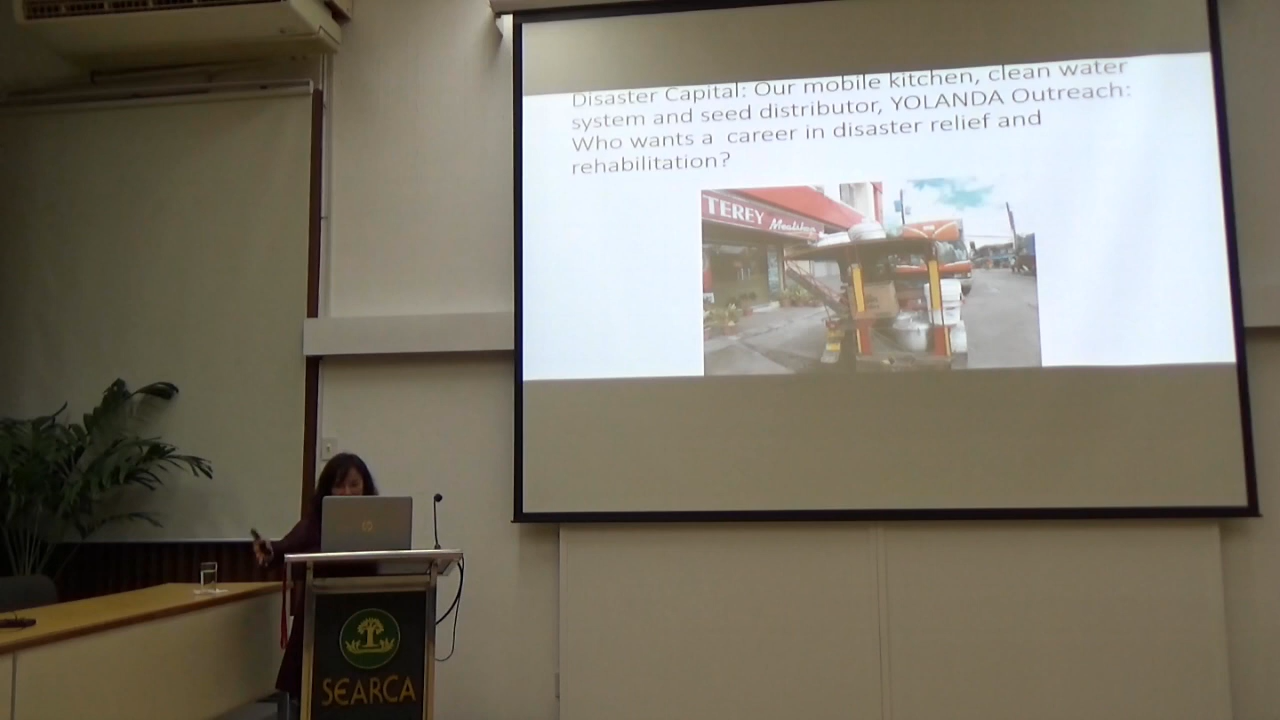 Disaster Capital: Our mobile kitchen, clean water
system and seed distributor, YOLANDA Outreach:
Who wants a career in disaster relief and
rehabilitation?
TEREY
hp
SEARCA